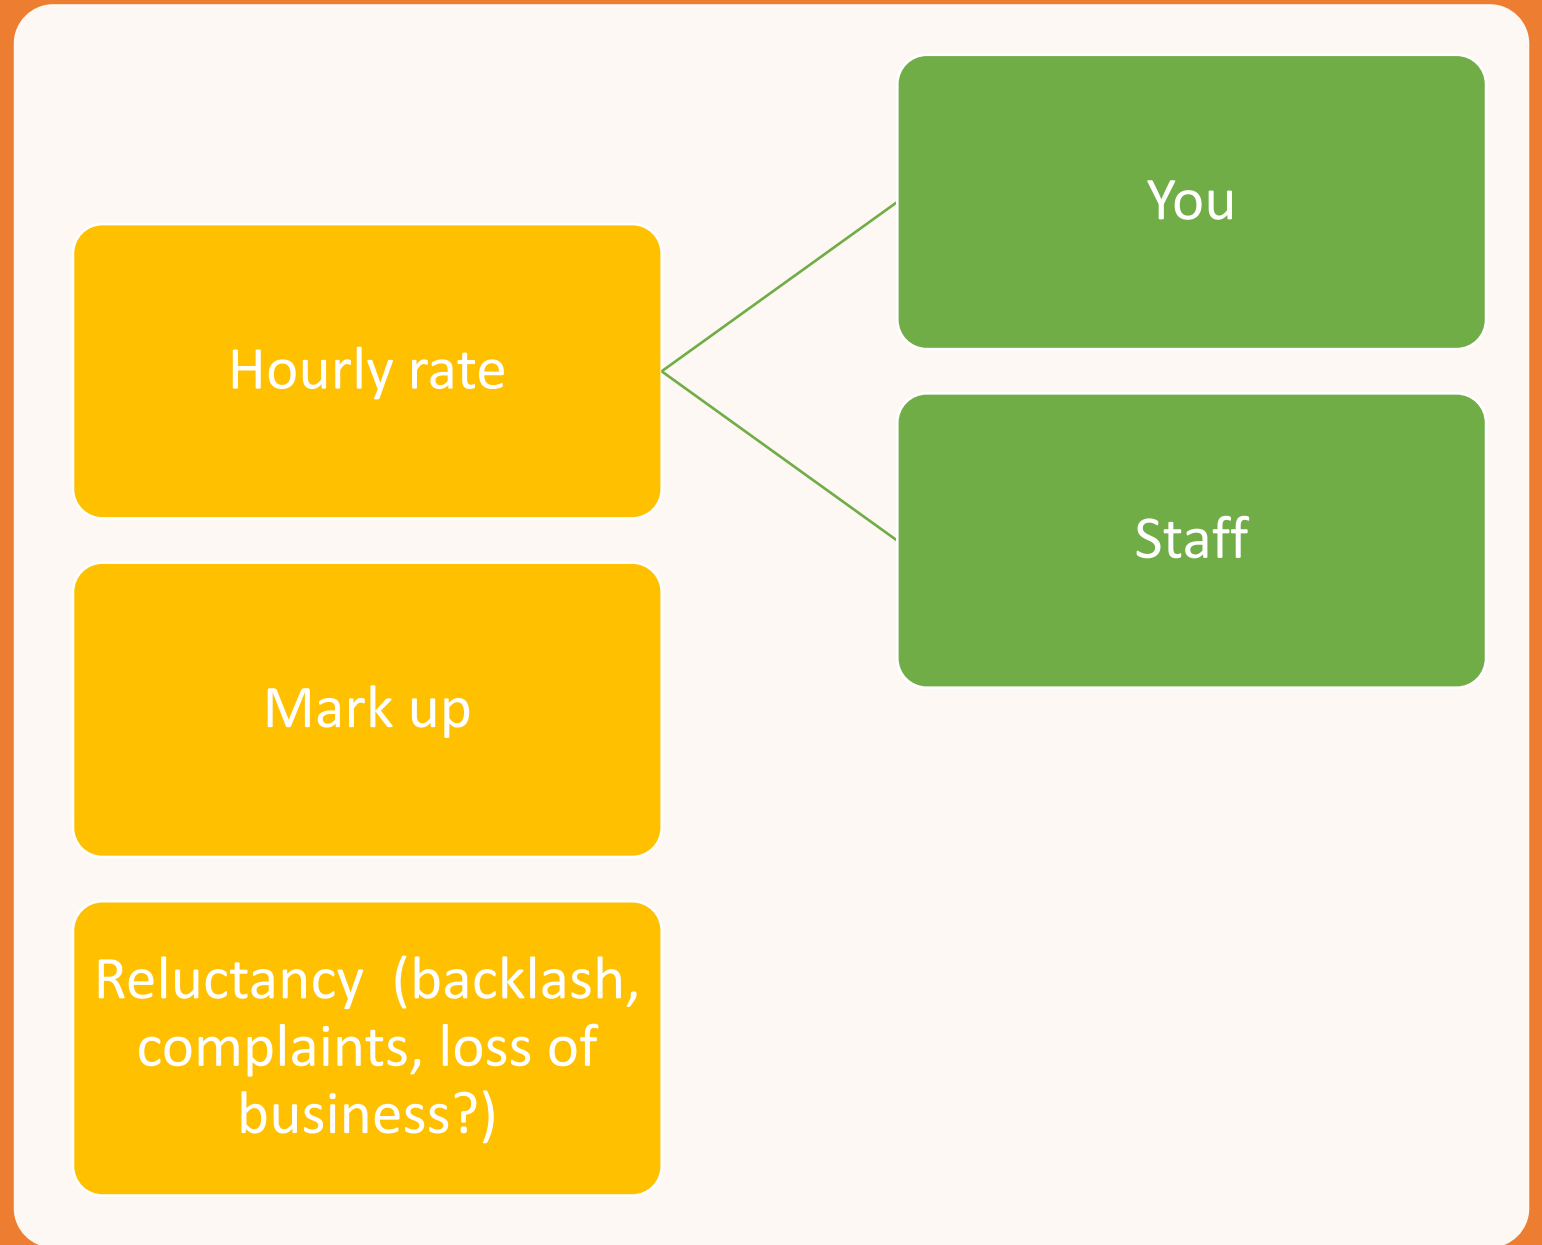 Hourly rate
You
Staff
Mark up
Reluctancy  (backlash,
complaints, loss of
business?)